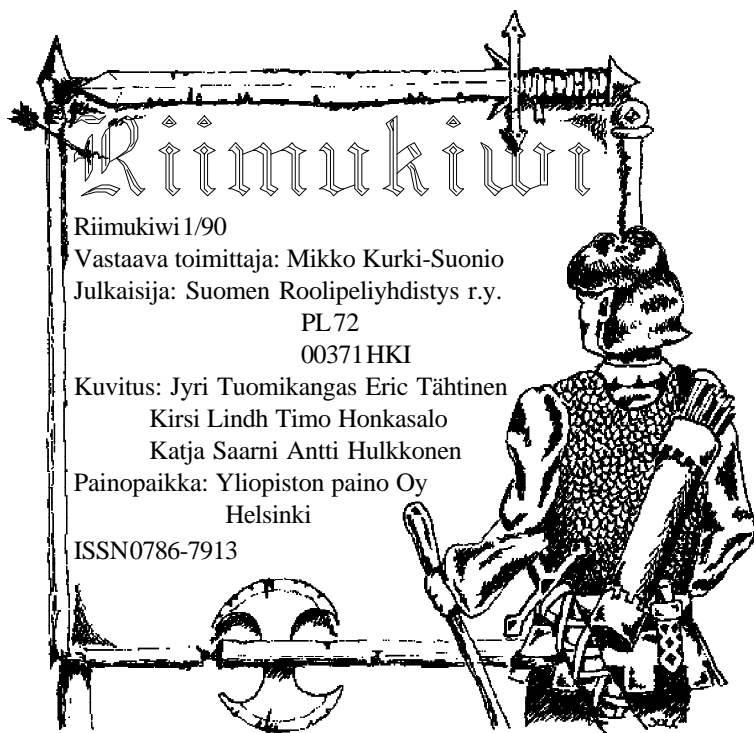 Riimukiwi
Riimukiwi 1/90
Vastaava toimittaja: Mikko Kurki-Suonio
Julkaisija: Suomen Roolipeliyhdistys r.y.
PL 72
00371 HKI
Kuvitus: Jyri Tuomikangas Eric Tähtinen
Kirsi Lindh Timo Honkasalo
Katja Saarni Antti Hulkkonen
Painopaikka: Yliopiston paino Oy
Helsinki
ISSN 0786-7913